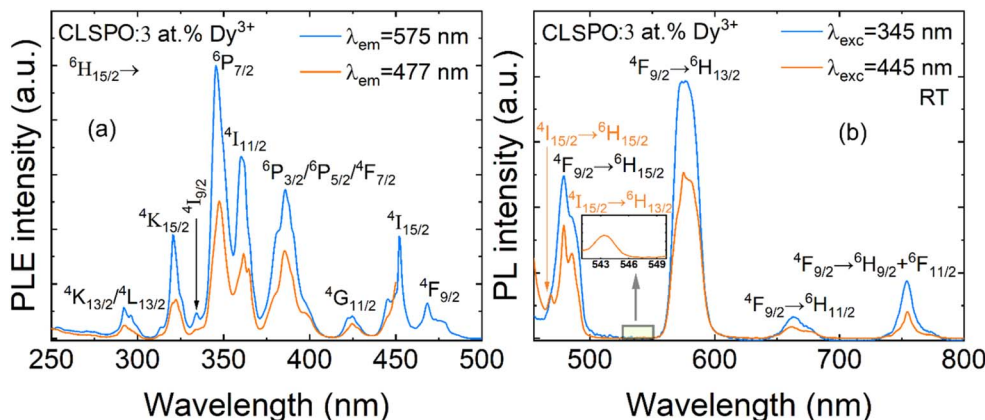 CLSPO:3 at.% Dy³⁺
λem=575 nm
λem=477 nm
⁶H15/2→
⁶P7/2
(a)
⁴I11/2
⁴I9/2
⁶P3/2/⁶P5/2/⁴F7/2
⁴K15/2
⁴I15/2
⁴K13/2/⁴L13/2
⁴G11/2
⁴F9/2
PLE intensity (a.u.)
250 300 350 400 450 500
Wavelength (nm)
CLSPO:3 at.% Dy³⁺
λexc=345 nm
λexc=445 nm
RT
⁴F9/2→⁶H13/2
(b)
⁴I15/2→⁶H15/2
⁴F9/2→⁶H15/2
⁴I15/2→⁶H13/2
543 546 549
⁴F9/2→⁶H9/2+⁶F11/2
⁴F9/2→⁶H11/2
PL intensity (a.u.)
500 600 700 800
Wavelength (nm)